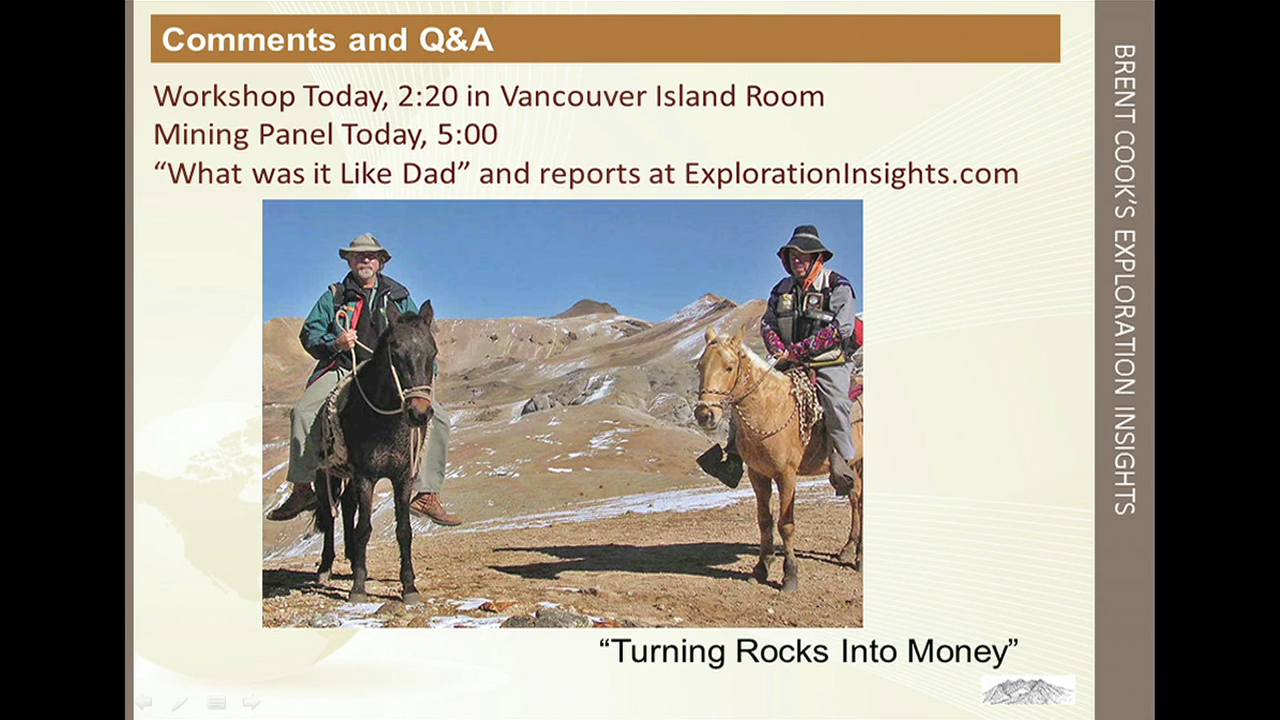 Comments and Q&A
Workshop Today, 2:20 in Vancouver Island Room
Mining Panel Today, 5:00
“What was it Like Dad” and reports at ExplorationInsights.com
“Turning Rocks Into Money”
BRENT COOK’S EXPLORATION INSIGHTS